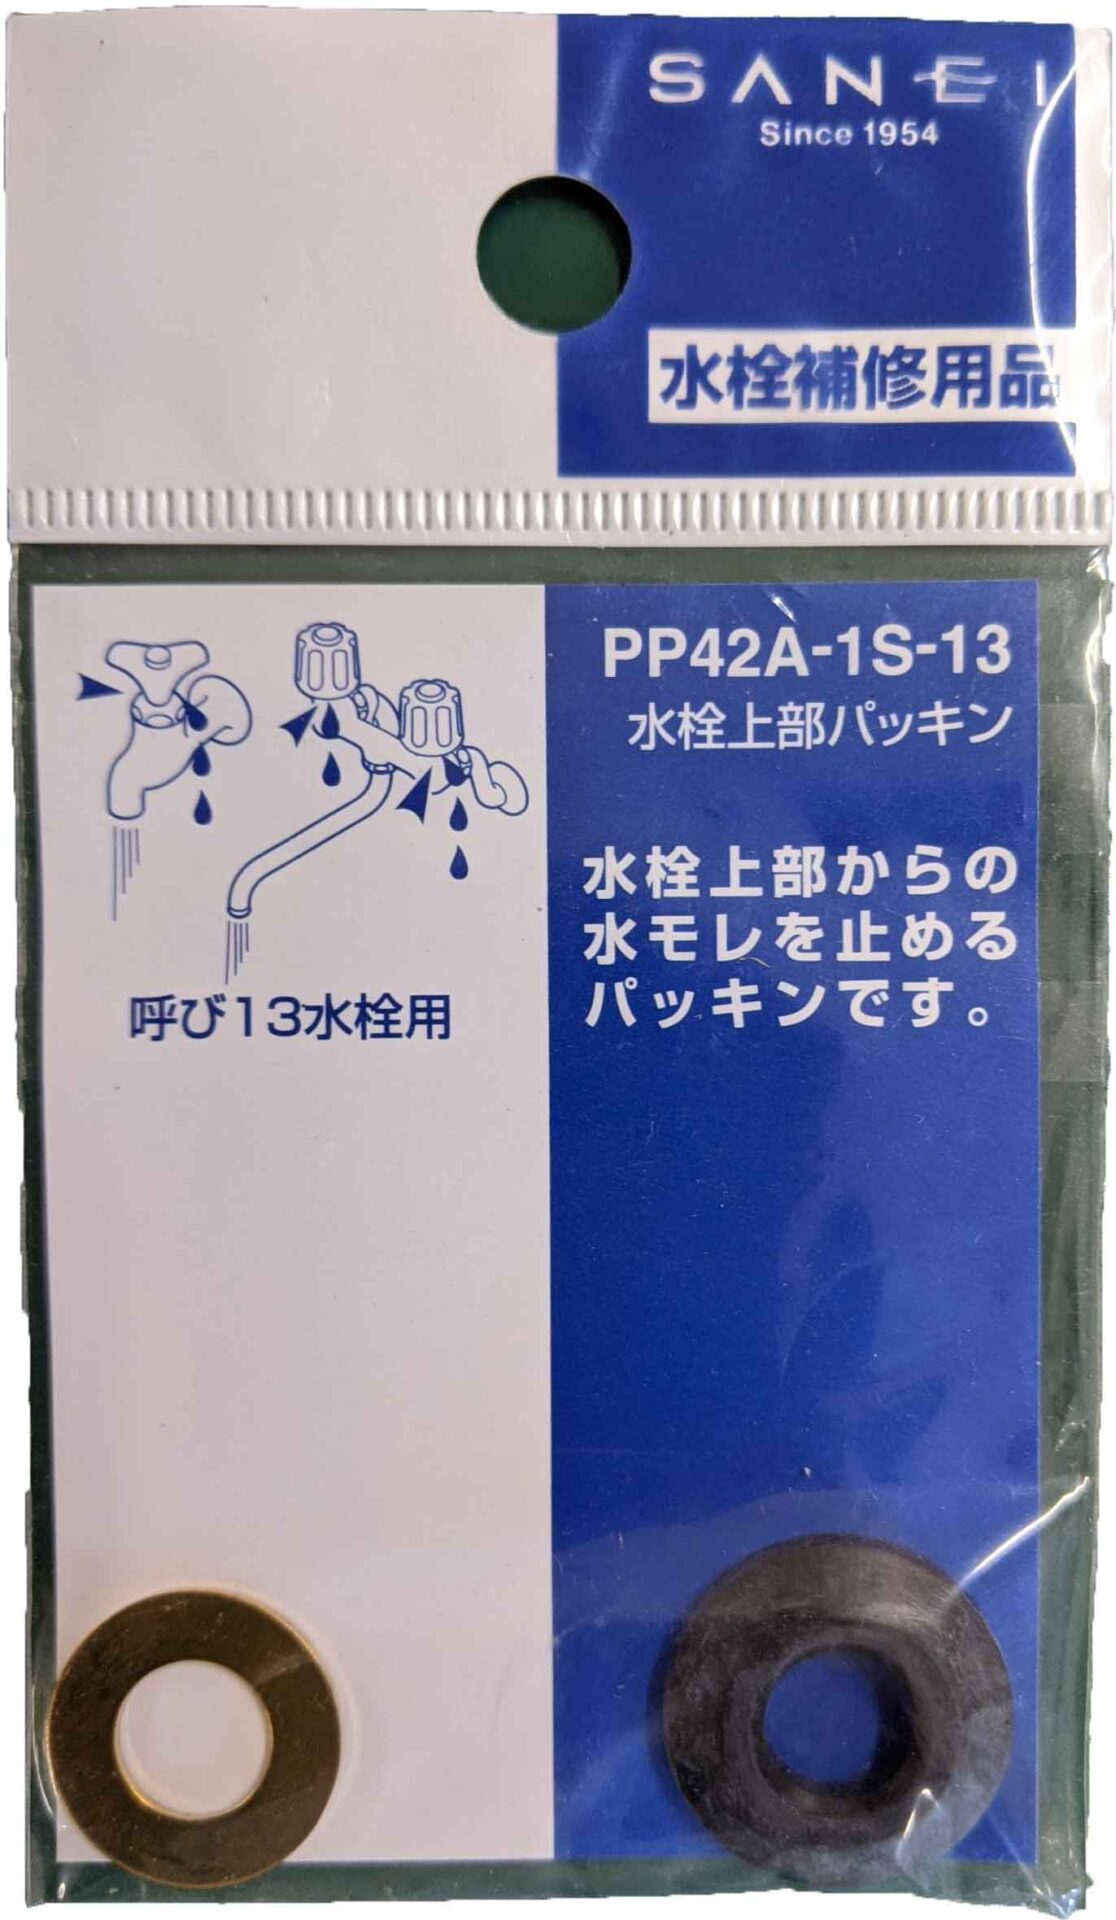 SANEI
Since 1954
水栓補修用品
PP42A-1S-13
水栓上部パッキン
水栓上部からの
水モレを止める
パッキンです。
呼び13水栓用